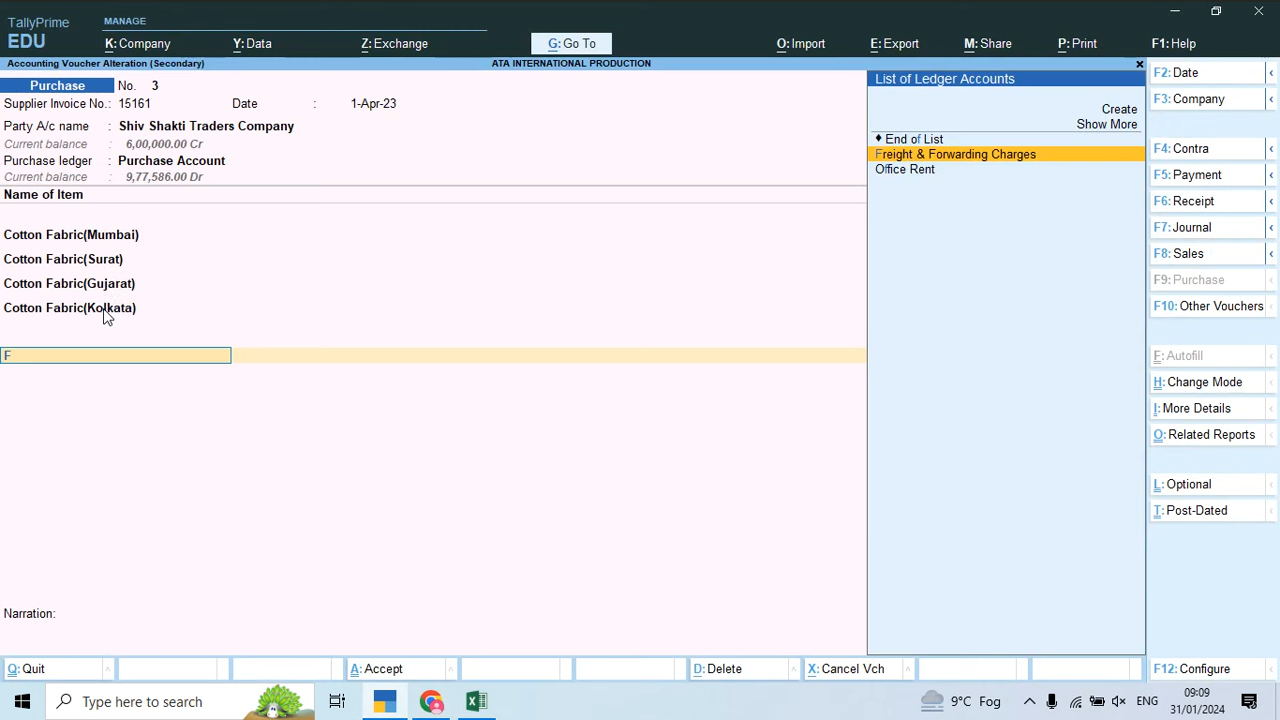 TallyPrime
EDU
MANAGE
K: Company
Y: Data
Z: Exchange
G: Go To
O: Import
E: Export
M: Share
P: Print
F1: Help
Accounting Voucher Alteration (Secondary)
ATA INTERNATIONAL PRODUCTION
Purchase No. 3
Supplier Invoice No.: 15161 Date : 1-Apr-23
Party A/c name : Shiv Shakti Traders Company
Current balance : 6,00,000.00 Cr
Purchase ledger : Purchase Account
Current balance : 9,77,586.00 Dr
Name of Item
Cotton Fabric(Mumbai)
Cotton Fabric(Surat)
Cotton Fabric(Gujarat)
Cotton Fabric(Kolkata)
F
Narration:
List of Ledger Accounts
Create
Show More
♦ End of List
Freight & Forwarding Charges
Office Rent
F2: Date
F3: Company
F4: Contra
F5: Payment
F6: Receipt
F7: Journal
F8: Sales
F9: Purchase
F10: Other Vouchers
F: Autofill
H: Change Mode
I: More Details
O: Related Reports
L: Optional
T: Post-Dated
F12: Configure
Q: Quit
A: Accept
D: Delete
X: Cancel Vch
Type here to search
9°C Fog
ENG
09:09
31/01/2024